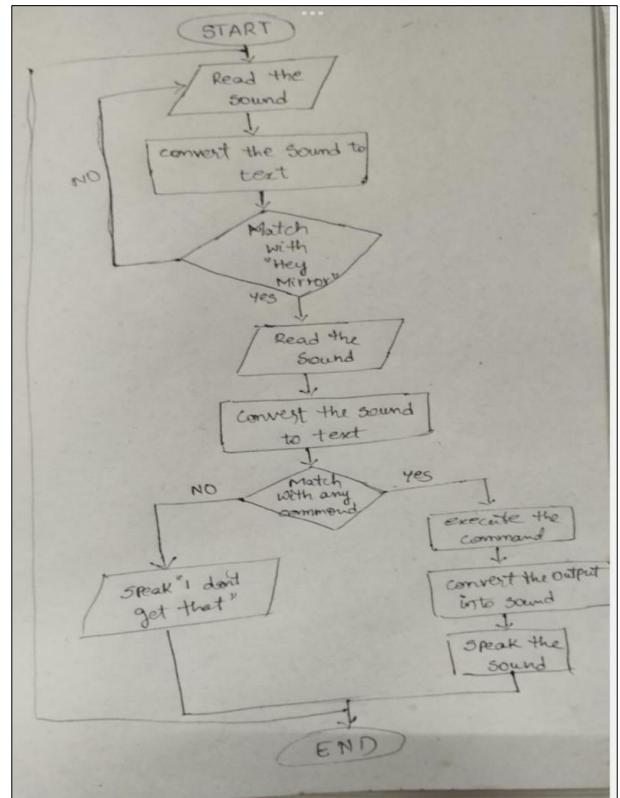 START
Read the
Sound
Convert the Sound to
text
NO
Match
with
"Hey
Mirror"
Yes
Read the
Sound
Convert the Sound
to text
NO
Match
with any
command
Yes
execute the
Command
Speak "I don't
get that"
Convert the Output
into Sound
Speak the
Sound
END